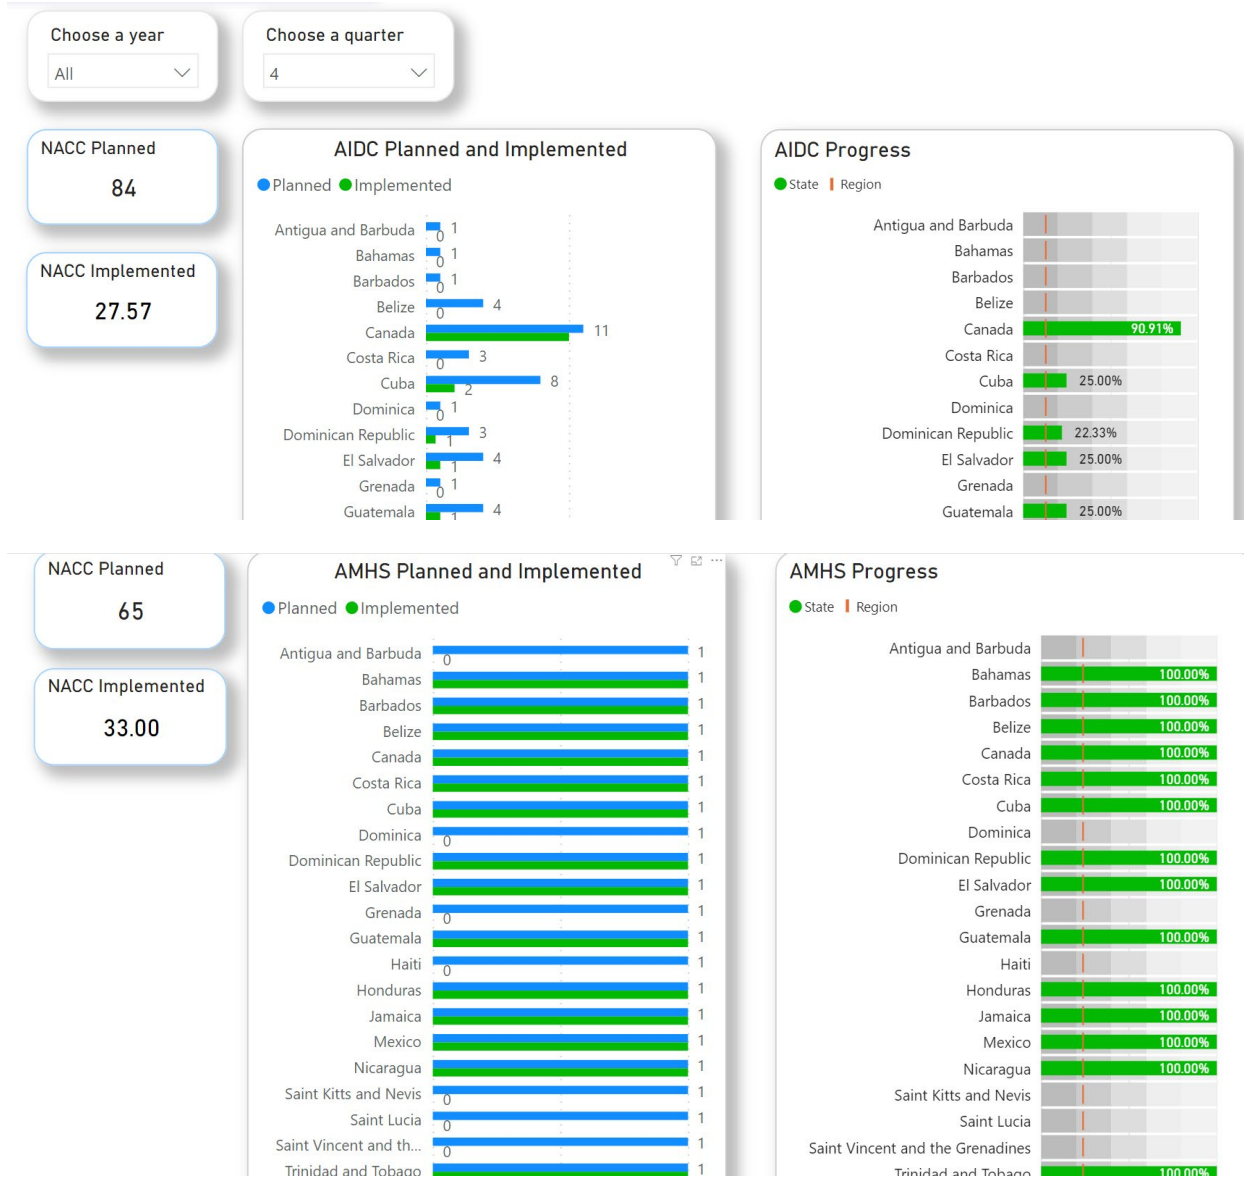 Choose a year
All
Choose a quarter
4
NACC Planned
84
NACC Implemented
27.57
AIDC Planned and Implemented
Planned Implemented
Antigua and Barbuda 1 0
Bahamas 1 0
Barbados 1 0
Belize 4 0
Canada 11
Costa Rica 3 0
Cuba 8 2
Dominica 1 0
Dominican Republic 3 1
El Salvador 4 1
Grenada 1 0
Guatemala 4 1
AIDC Progress
State Region
Antigua and Barbuda
Bahamas
Barbados
Belize
Canada 90.91%
Costa Rica
Cuba 25.00%
Dominica
Dominican Republic 22.33%
El Salvador 25.00%
Grenada
Guatemala 25.00%
NACC Planned
65
NACC Implemented
33.00
AMHS Planned and Implemented
Planned Implemented
Antigua and Barbuda 1 0
Bahamas 1
Barbados 1
Belize 1
Canada 1
Costa Rica 1
Cuba 1
Dominica 1 0
Dominican Republic 1
El Salvador 1
Grenada 1 0
Guatemala 1
Haiti 1 0
Honduras 1
Jamaica 1
Mexico 1
Nicaragua 1
Saint Kitts and Nevis 1 0
Saint Lucia 1 0
Saint Vincent and th... 1 0
Trinidad and Tobago 1
AMHS Progress
State Region
Antigua and Barbuda
Bahamas 100.00%
Barbados 100.00%
Belize 100.00%
Canada 100.00%
Costa Rica 100.00%
Cuba 100.00%
Dominica
Dominican Republic 100.00%
El Salvador 100.00%
Grenada
Guatemala 100.00%
Haiti
Honduras 100.00%
Jamaica 100.00%
Mexico 100.00%
Nicaragua 100.00%
Saint Kitts and Nevis
Saint Lucia
Saint Vincent and the Grenadines
Trinidad and Tobago 100.00%